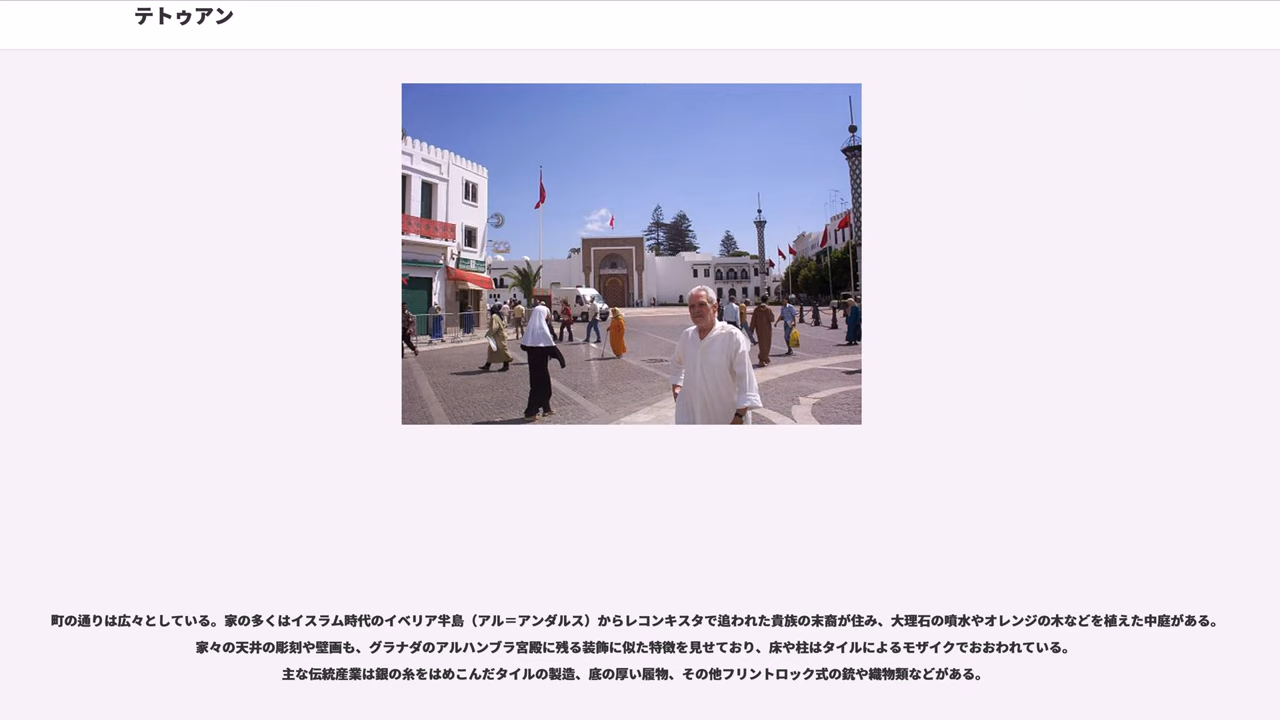 テトゥアン
町の通りは広々としている。家の多くはイスラム時代のイベリア半島（アル＝アンダルス）からレコンキスタで追われた貴族の末裔が住み、大理石の噴水やオレンジの木などを植えた中庭がある。
家々の天井の彫刻や壁画も、グラナダのアルハンブラ宮殿に残る装飾に似た特徴を見せており、床や柱はタイルによるモザイクでおおわれている。
主な伝統産業は銀の糸をはめこんだタイルの製造、底の厚い履物、その他フリントロック式の銃や織物類などがある。